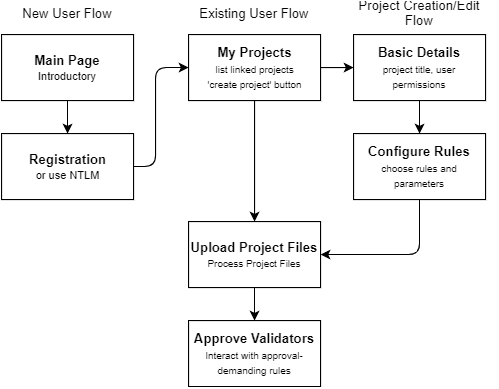 New User Flow
Existing User Flow
Project Creation/Edit
Flow
Main Page
Introductory
My Projects
list linked projects
'create project' button
Basic Details
project title, user
permissions
Registration
or use NTLM
Configure Rules
choose rules and
parameters
Upload Project Files
Process Project Files
Approve Validators
Interact with approval-
demanding rules